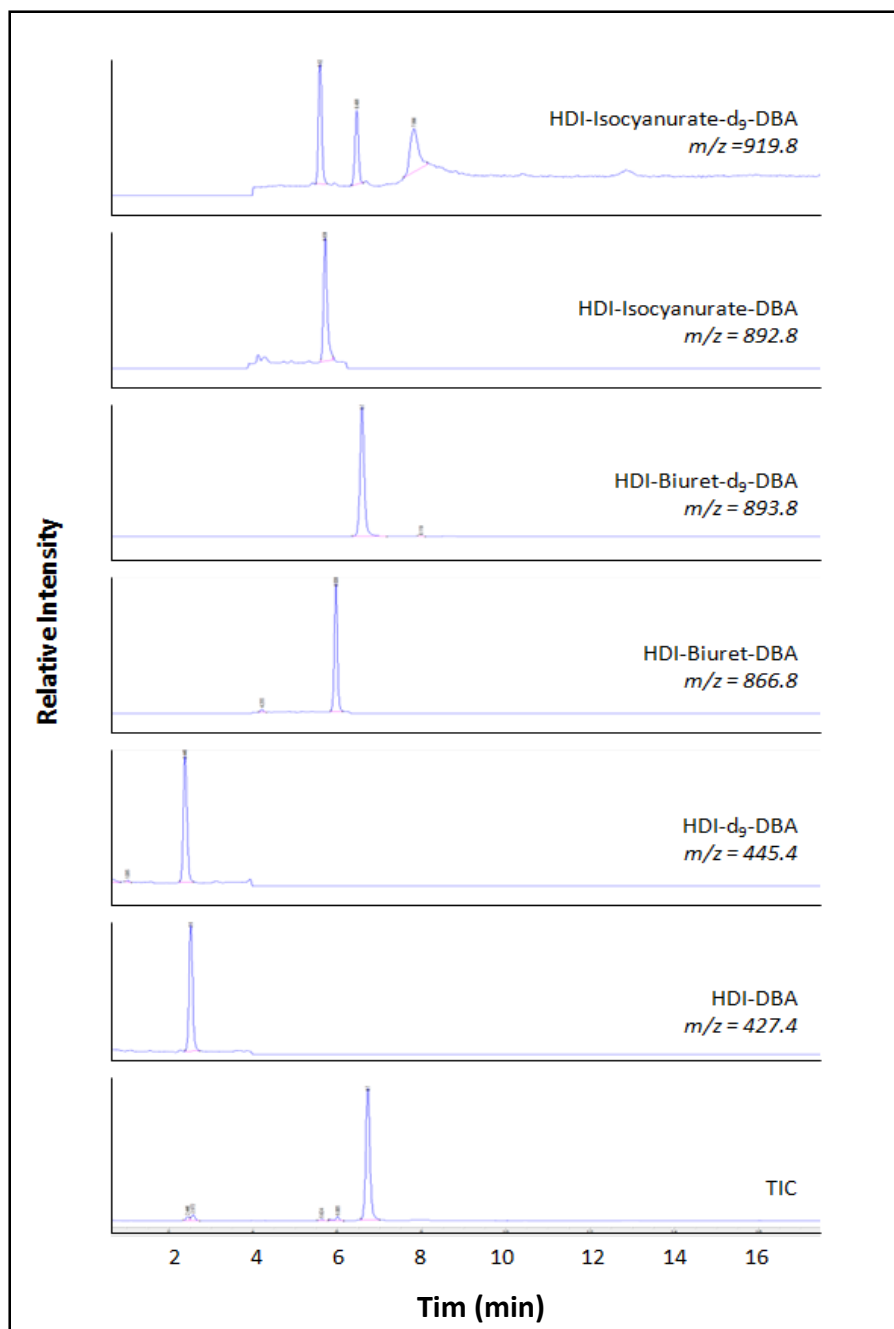 HDI-Isocyanurate-d₉-DBA
m/z =919.8
HDI-Isocyanurate-DBA
m/z = 892.8
HDI-Biuret-d₉-DBA
m/z = 893.8
HDI-Biuret-DBA
m/z = 866.8
HDI-d₉-DBA
m/z = 445.4
HDI-DBA
m/z = 427.4
TIC
Relative Intensity
2 4 6 8 10 12 14 16
Tim (min)